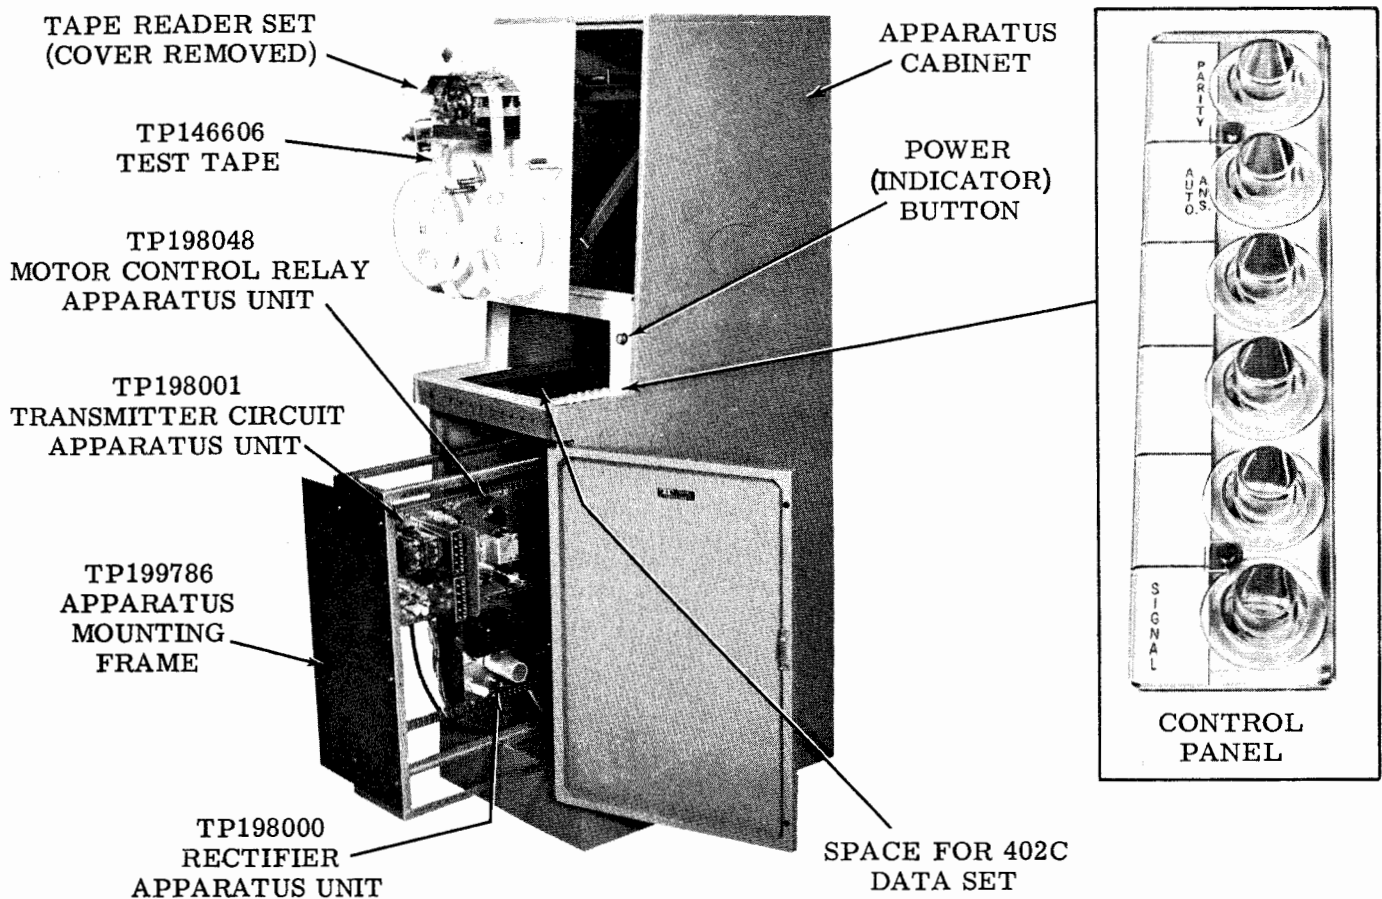 TAPE READER SET
(COVER REMOVED)
TP146606
TEST TAPE
TP198048
MOTOR CONTROL RELAY
APPARATUS UNIT
TP198001
TRANSMITTER CIRCUIT
APPARATUS UNIT
TP199786
APPARATUS
MOUNTING
FRAME
TP198000
RECTIFIER
APPARATUS UNIT
APPARATUS
CABINET
POWER
(INDICATOR)
BUTTON
SPACE FOR 402C
DATA SET
PARITY
ANS.
AUTO.
SIGNAL
CONTROL
PANEL